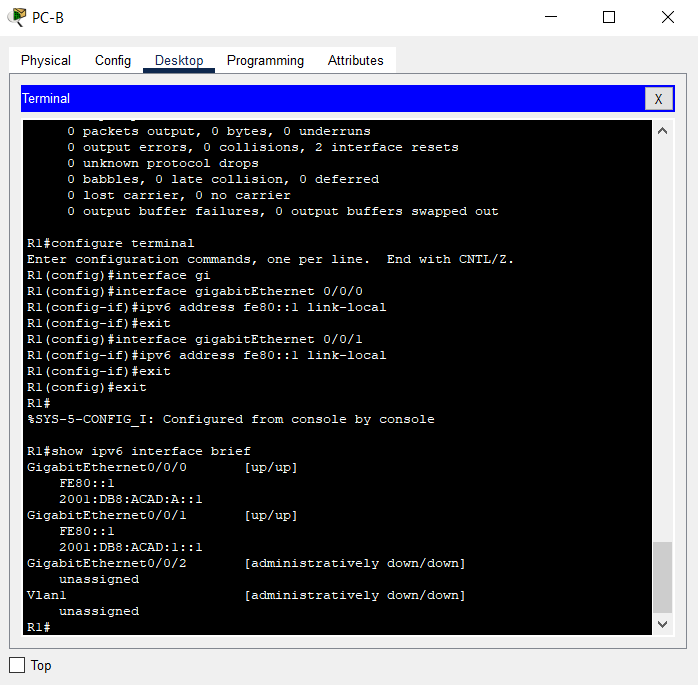 PC-B
Physical Config Desktop Programming Attributes
Terminal X
0 packets output, 0 bytes, 0 underruns
0 output errors, 0 collisions, 2 interface resets
0 unknown protocol drops
0 babbles, 0 late collision, 0 deferred
0 lost carrier, 0 no carrier
0 output buffer failures, 0 output buffers swapped out
R1#configure terminal
Enter configuration commands, one per line.  End with CNTL/Z.
R1(config)#interface gi
R1(config)#interface gigabitEthernet 0/0/0
R1(config-if)#ipv6 address fe80::1 link-local
R1(config-if)#exit
R1(config)#interface gigabitEthernet 0/0/1
R1(config-if)#ipv6 address fe80::1 link-local
R1(config-if)#exit
R1(config)#exit
R1#
%SYS-5-CONFIG_I: Configured from console by console
R1#show ipv6 interface brief
GigabitEthernet0/0/0       [up/up]
FE80::1
2001:DB8:ACAD:A::1
GigabitEthernet0/0/1       [up/up]
FE80::1
2001:DB8:ACAD:1::1
GigabitEthernet0/0/2       [administratively down/down]
unassigned
Vlan1                      [administratively down/down]
unassigned
R1#
Top